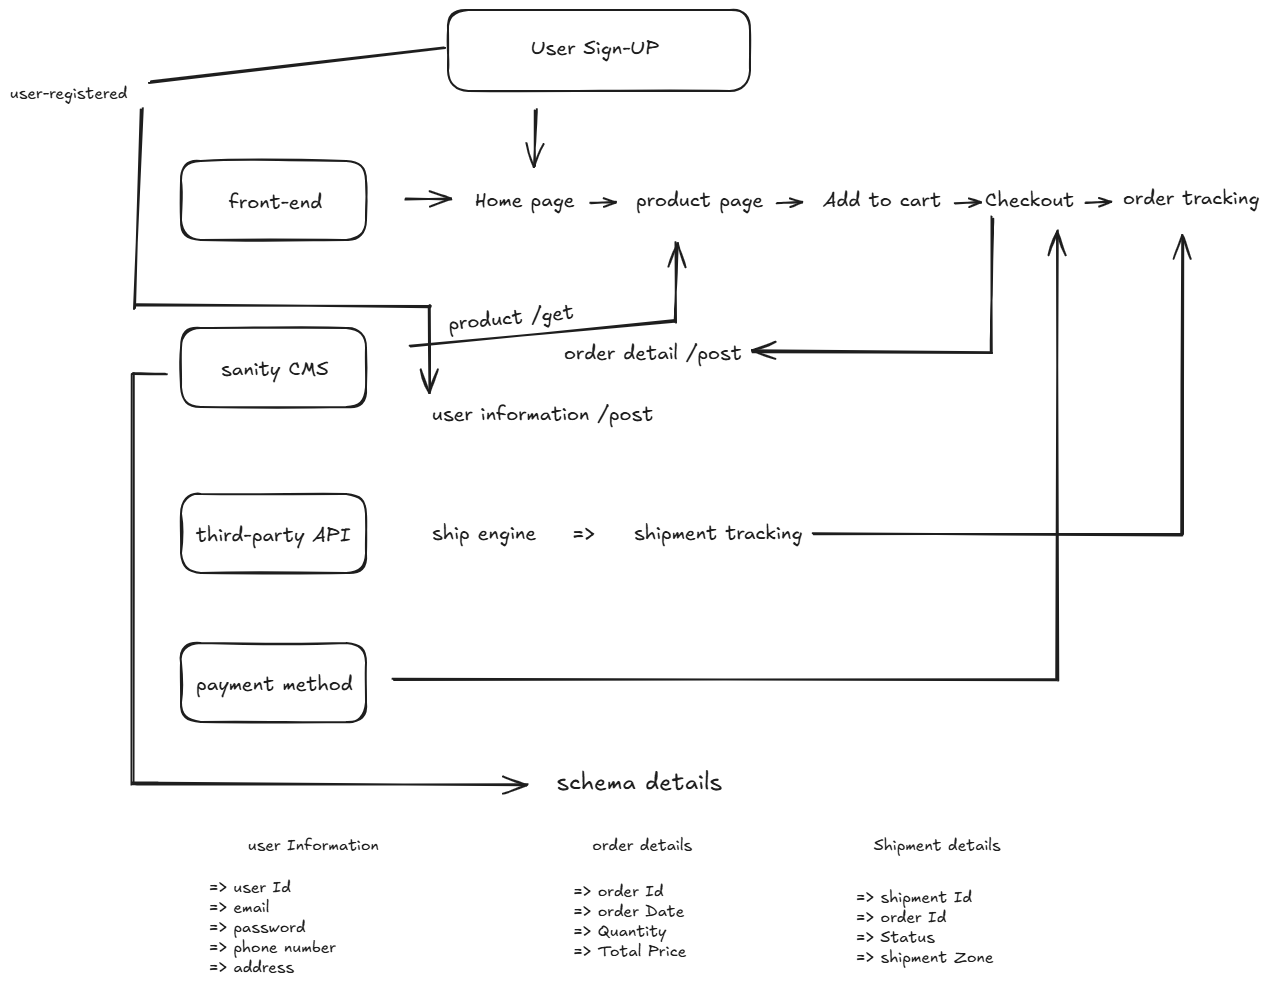 User Sign-UP
user-registered
front-end
Home page
product page
Add to cart
Checkout
order tracking
product /get
order detail /post
sanity CMS
user information /post
third-party API
ship engine => shipment tracking
payment method
schema details
user Information
=> user Id
=> email
=> password
=> phone number
=> address
order details
=> order Id
=> order Date
=> Quantity
=> Total Price
Shipment details
=> shipment Id
=> order Id
=> Status
=> shipment Zone